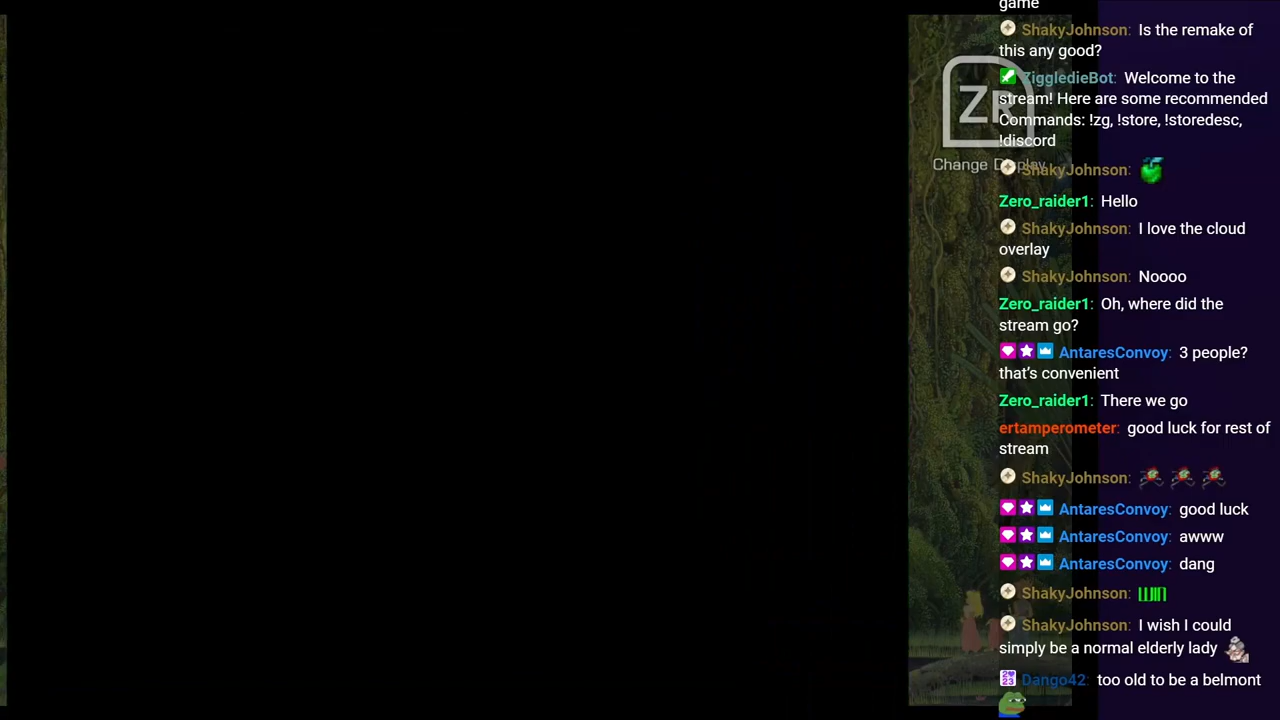 game
ShakyJohnson: Is the remake of
this any good?
ZiggledieBot: Welcome to the
stream! Here are some recommended
Commands: !zg, !store, !storedesc,
!discord
ZR
Change Display
ShakyJohnson:
Zero_raider1: Hello
ShakyJohnson: I love the cloud
overlay
ShakyJohnson: Noooo
Zero_raider1: Oh, where did the
stream go?
AntaresConvoy: 3 people?
that's convenient
Zero_raider1: There we go
ertamperometer: good luck for rest of
stream
ShakyJohnson:
AntaresConvoy: good luck
AntaresConvoy: awww
AntaresConvoy: dang
ShakyJohnson:
ShakyJohnson: I wish I could
simply be a normal elderly lady
Dango42: too old to be a belmont